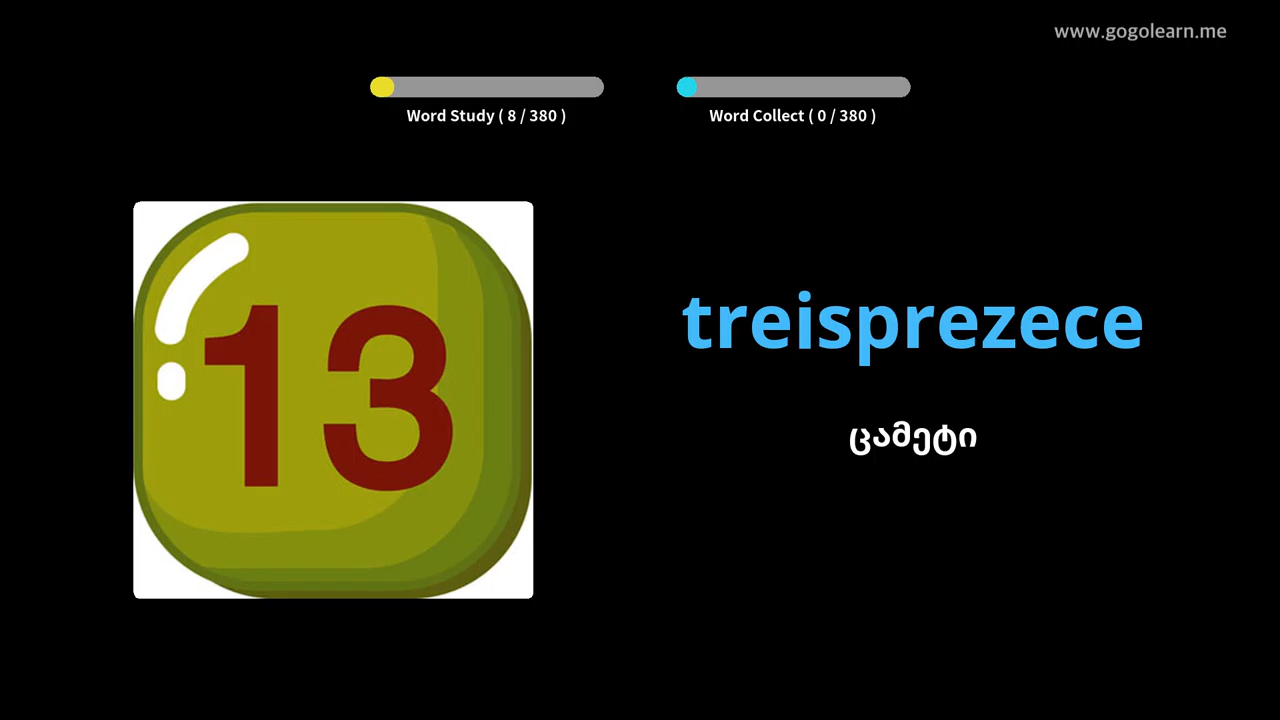 www.gogolearn.me
Word Study ( 8 / 380 )
Word Collect ( 0 / 380 )
13
treisprezece
ცამეტი